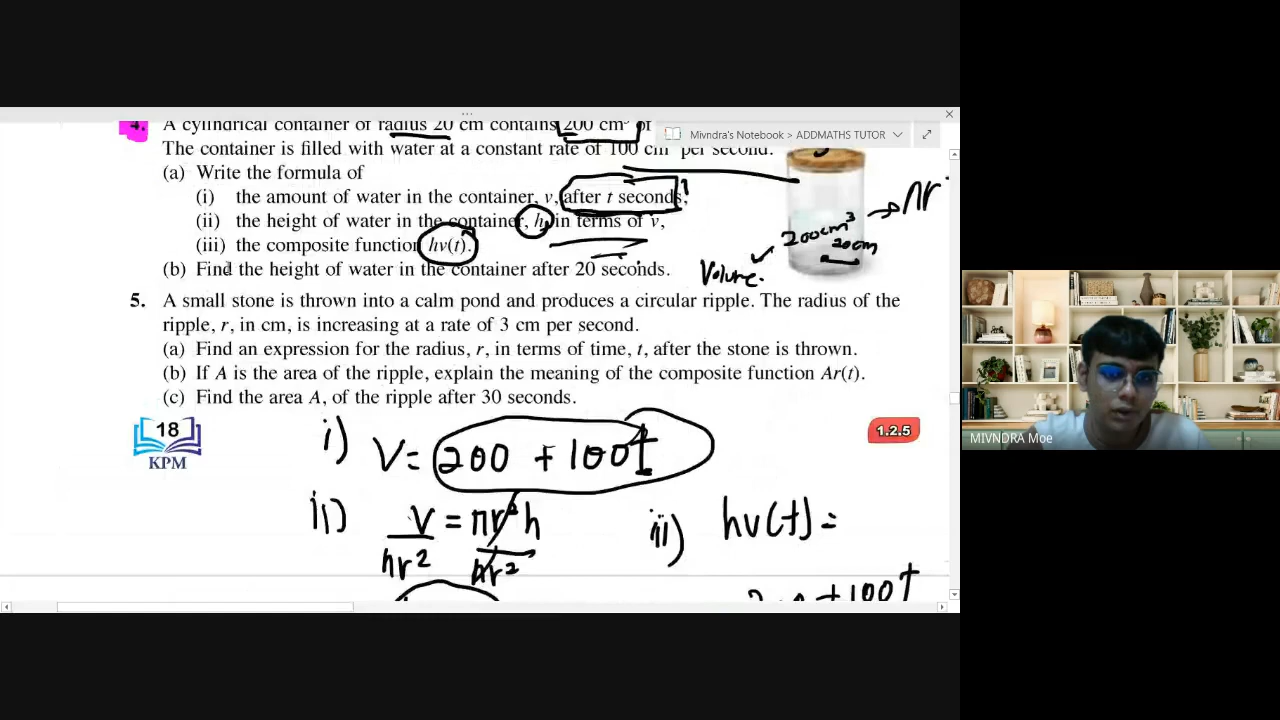 4. A cylindrical container of radius 20 cm contains 200 cm³ of
Mivndra's Notebook > ADDMATHS TUTOR
The container is filled with water at a constant rate of 100 cm³ per second.
(a) Write the formula of
(i) the amount of water in the container, v, after t seconds,
(ii) the height of water in the container, h, in terms of v,
(iii) the composite function hv(t).
(b) Find the height of water in the container after 20 seconds.
200cm³
20cm
πr
Volume.
5. A small stone is thrown into a calm pond and produces a circular ripple. The radius of the
ripple, r, in cm, is increasing at a rate of 3 cm per second.
(a) Find an expression for the radius, r, in terms of time, t, after the stone is thrown.
(b) If A is the area of the ripple, explain the meaning of the composite function Ar(t).
(c) Find the area A, of the ripple after 30 seconds.
18
KPM
1.2.5
i) V = 200 + 100t
ii) V = πr²h
πr² πr²
iii) hv(t) =
+100t
MIVNDRA Moe